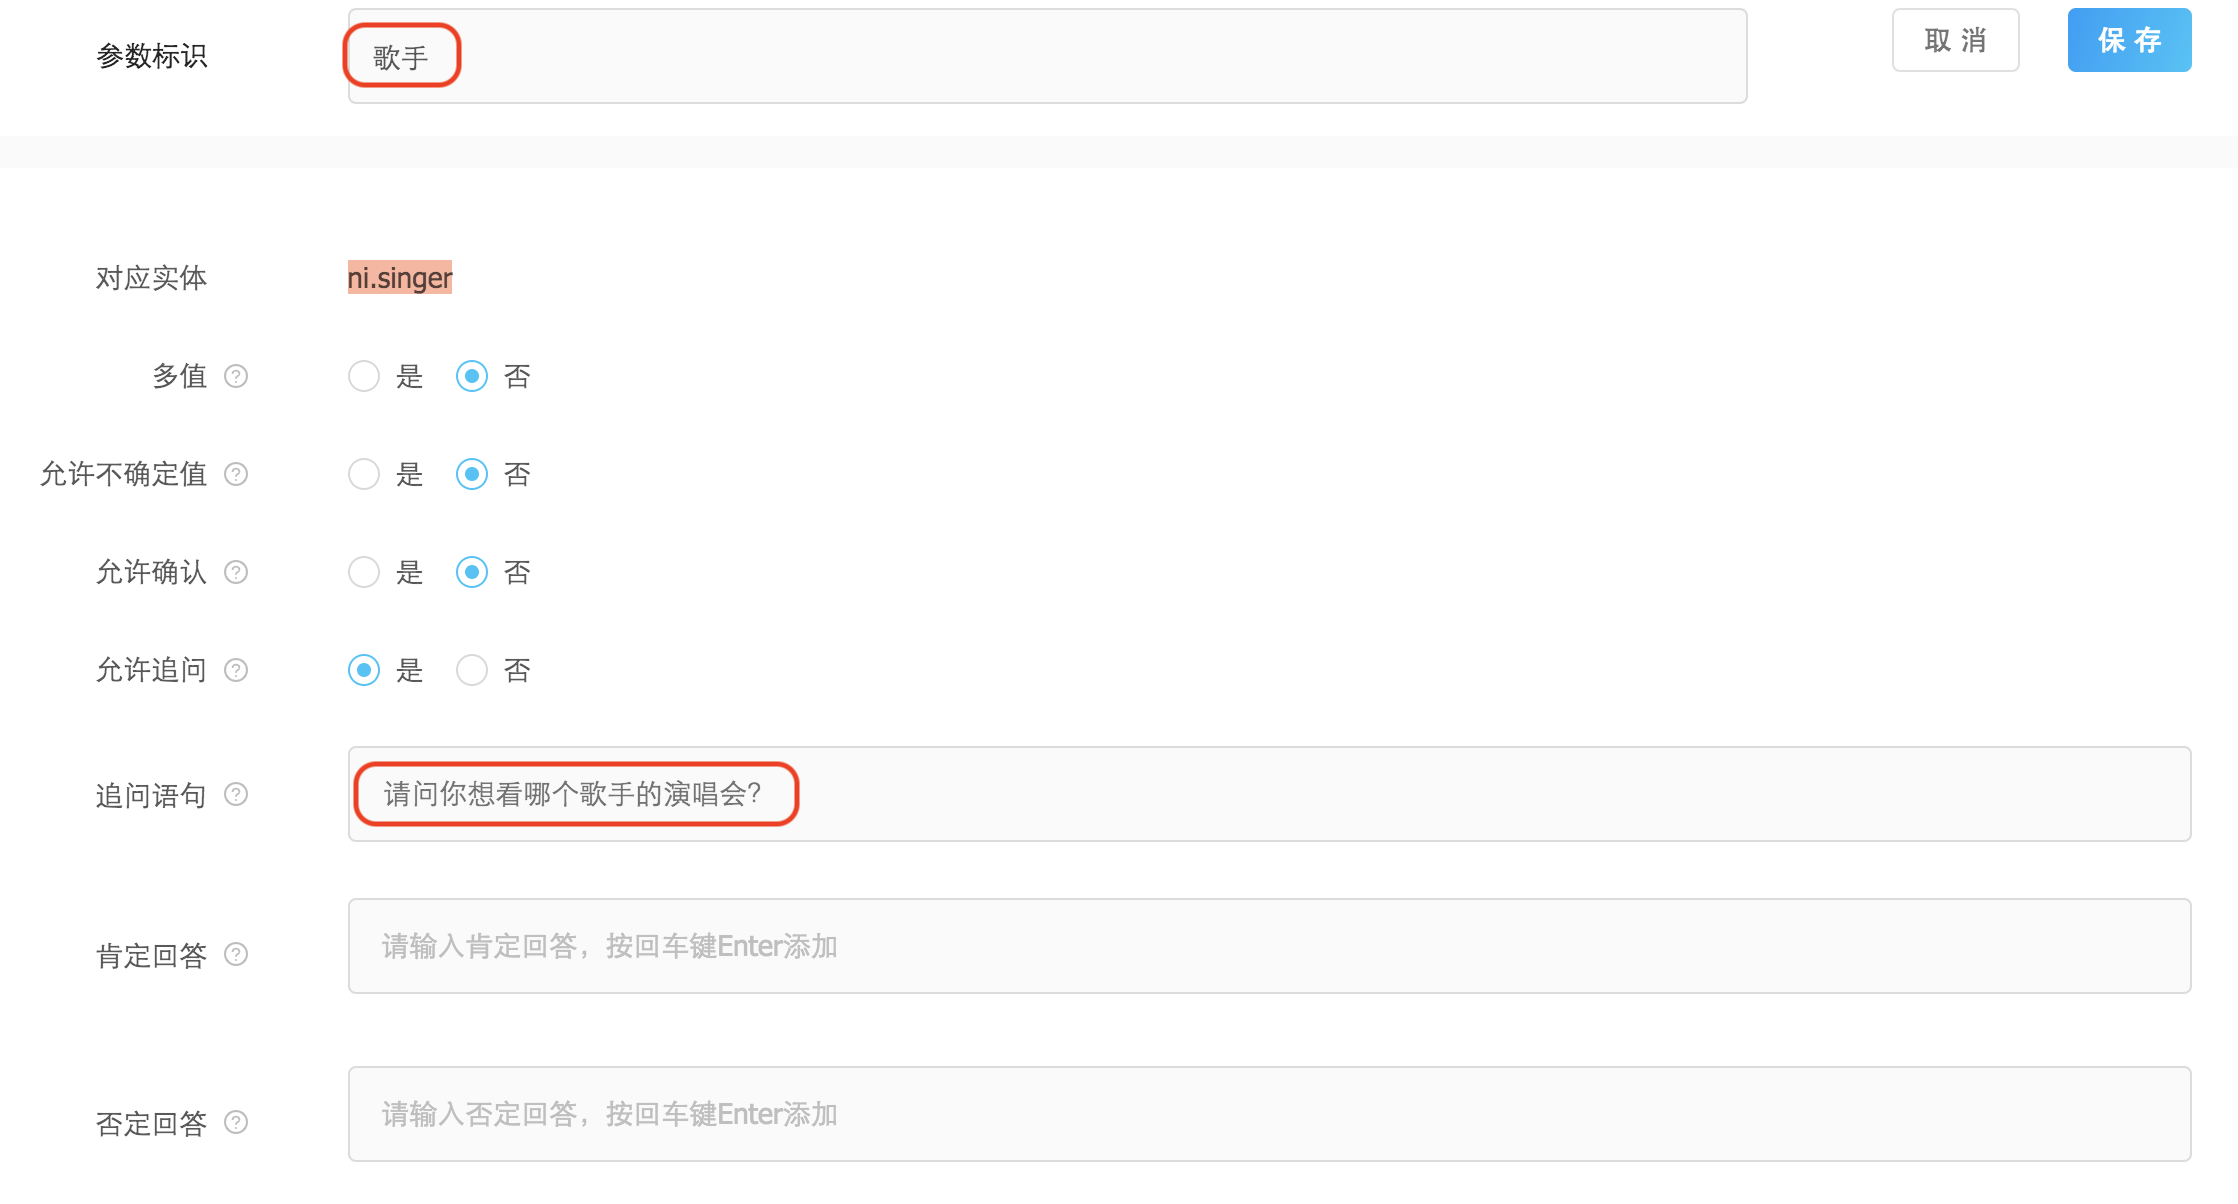 参数标识 歌手 取 消 保 存
对应实体 ni.singer
多值 ? 是 否
允许不确定值 ? 是 否
允许确认 ? 是 否
允许追问 ? 是 否
追问语句 ? 请问你想看哪个歌手的演唱会?
肯定回答 ? 请输入肯定回答，按回车键Enter添加
否定回答 ? 请输入否定回答，按回车键Enter添加